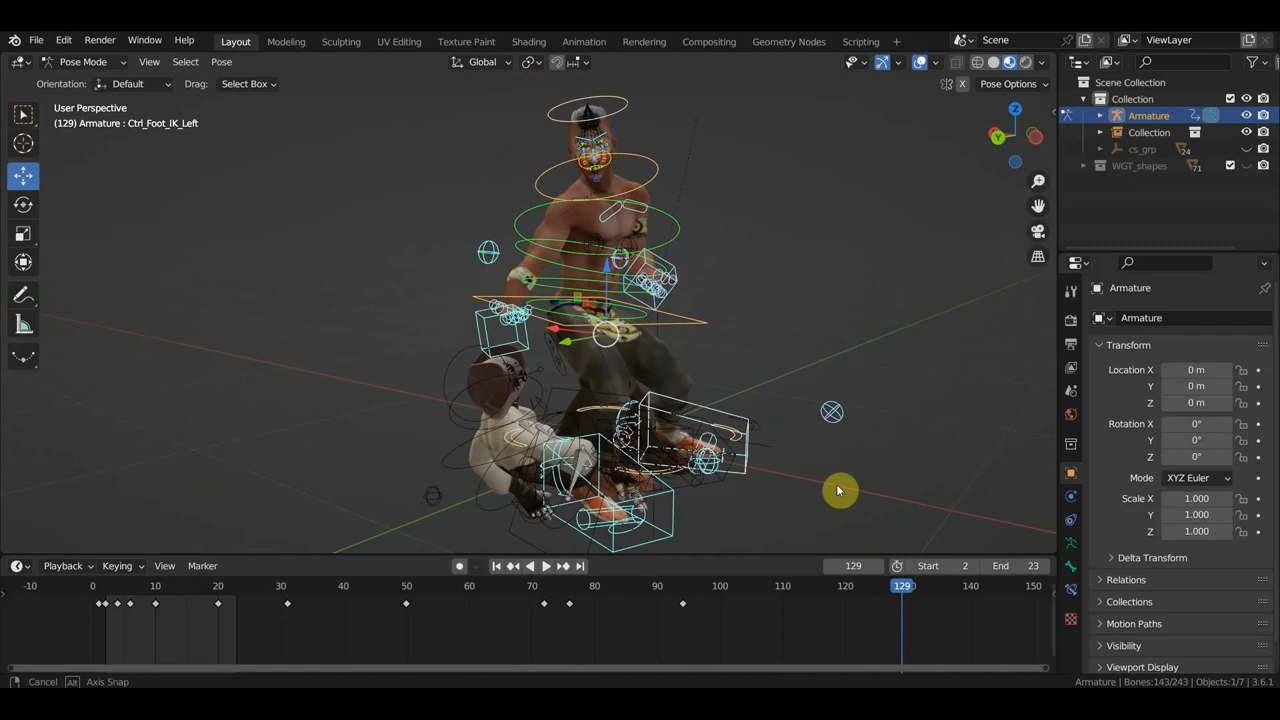 File Edit Render Window Help Layout Modeling Sculpting UV Editing Texture Paint Shading Animation Rendering Compositing Geometry Nodes Scripting + Scene ViewLayer
Pose Mode View Select Pose Global X Pose Options
Orientation: Default Drag: Select Box
User Perspective
(129) Armature : Ctrl_Foot_IK_Left
Z
Y
Scene Collection
Collection
Armature
Collection
cs_grp 24
WGT_shapes 71
Armature
Armature
Transform
Location X 0 m
Y 0 m
Z 0 m
Rotation X 0°
Y 0°
Z 0°
Mode XYZ Euler
Scale X 1.000
Y 1.000
Z 1.000
Delta Transform
Relations
Collections
Motion Paths
Visibility
Viewport Display
Playback Keying View Marker 129 Start 2 End 23
-10 0 10 20 30 40 50 60 70 80 90 100 110 120 129 140 150
Cancel Alt Axis Snap Armature | Bones:143/243 | Objects:1/7 | 3.6.1